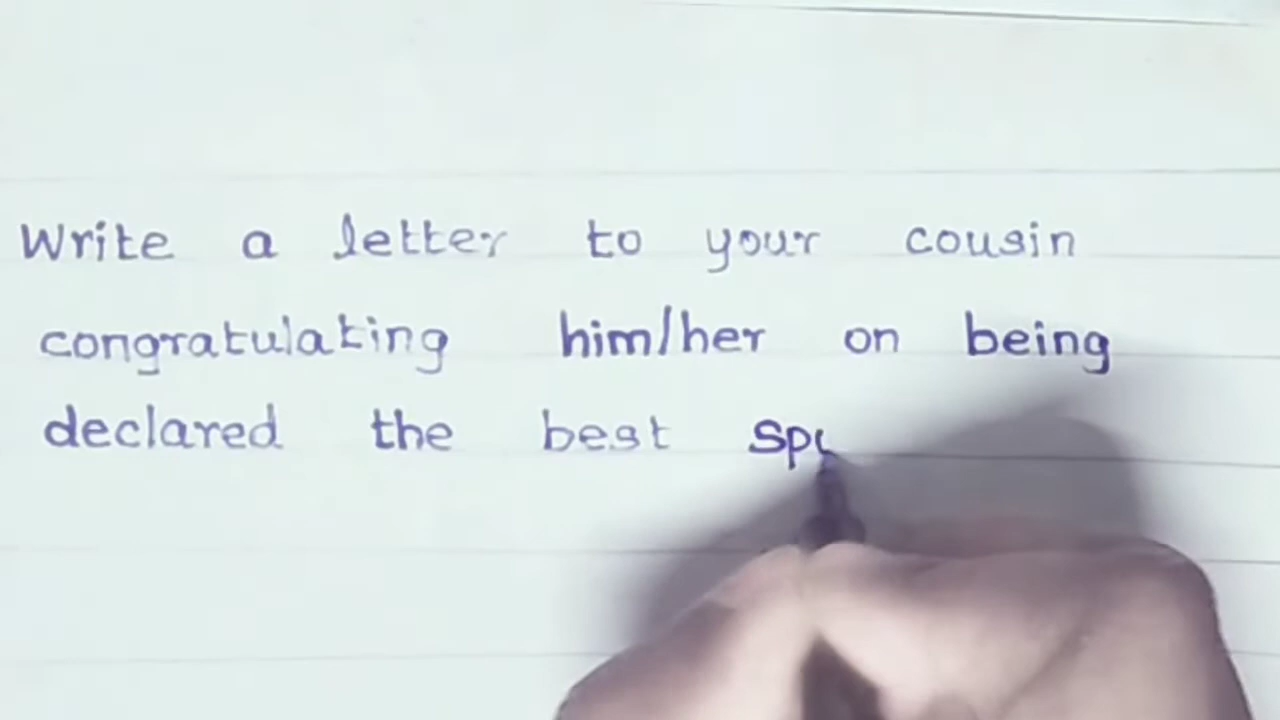 Write a letter to your cousin
congratulating him/her on being
declared the best